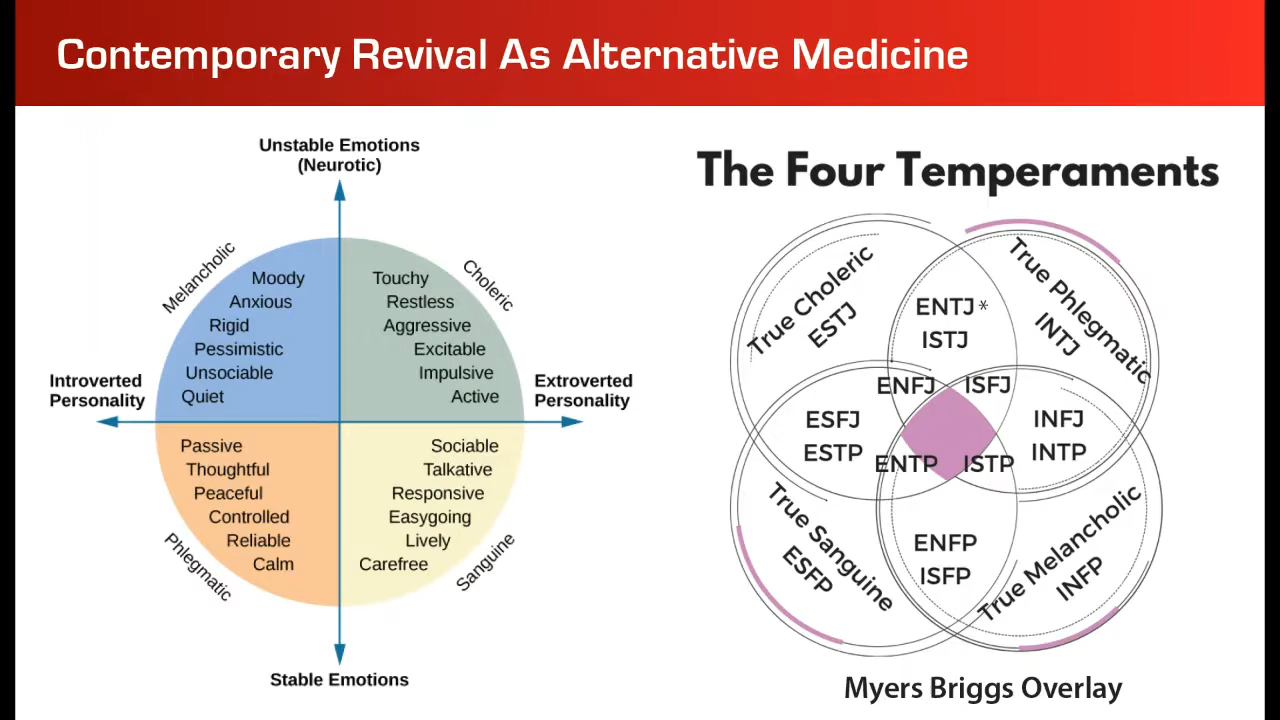 Contemporary Revival As Alternative Medicine
Unstable Emotions
(Neurotic)
Melancholic
Choleric
Moody
Anxious
Rigid
Pessimistic
Unsociable
Quiet
Touchy
Restless
Aggressive
Excitable
Impulsive
Active
Introverted
Personality
Extroverted
Personality
Passive
Thoughtful
Peaceful
Controlled
Reliable
Calm
Sociable
Talkative
Responsive
Easygoing
Lively
Carefree
Phlegmatic
Sanguine
Stable Emotions
The Four Temperaments
True Choleric
ESTJ
ENTJ*
ISTJ
True Phlegmatic
INTJ
ENFJ
ISFJ
ESFJ
ESTP
INFJ
INTP
ENTP
ISTP
True Sanguine
ESFP
ENFP
ISFP
True Melancholic
INFP
Myers Briggs Overlay